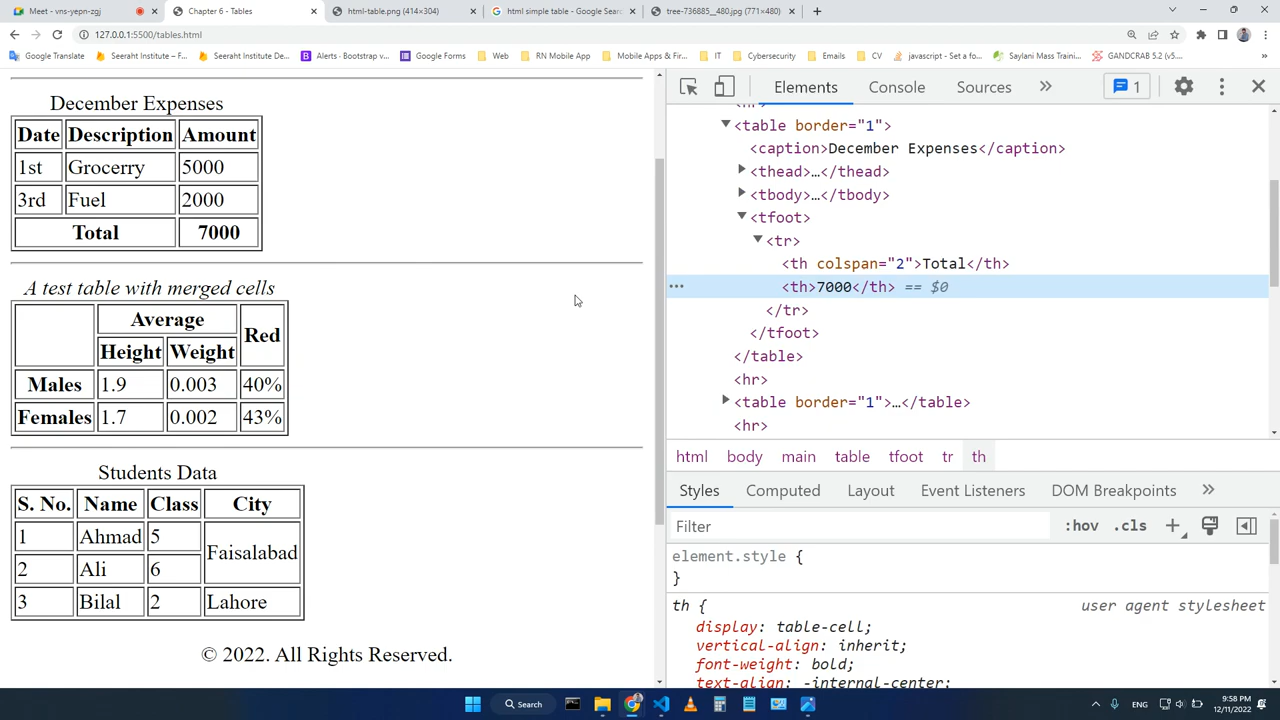 Meet - vns-yepn-zgj
Chapter 6 - Tables
html-table.png (414×304)
html simple table - Google Sear
tree-736885__480.jpg (771×480)
127.0.0.1:5500/tables.html
Google Translate
Seeraht Institute – F...
Seeraht Institute De...
Alerts · Bootstrap v...
Google Forms
Web
RN Mobile App
Mobile Apps & Fir...
IT
Cybersecurity
Emails
CV
javascript - Set a fo...
Saylani Mass Traini...
GANDCRAB 5.2 (v5....
December Expenses
Date Description Amount
1st Grocerry 5000
3rd Fuel 2000
Total 7000
A test table with merged cells
Average Red
Height Weight
Males 1.9 0.003 40%
Females 1.7 0.002 43%
Students Data
S. No. Name Class City
1 Ahmad 5 Faisalabad
2 Ali 6
3 Bilal 2 Lahore
© 2022. All Rights Reserved.
Elements Console Sources » 1
<table border="1">
<caption>December Expenses</caption>
<thead>…</thead>
<tbody>…</tbody>
<tfoot>
<tr>
<th colspan="2">Total</th>
<th>7000</th> == $0
</tr>
</tfoot>
</table>
<hr>
<table border="1">…</table>
<hr>
html body main table tfoot tr th
Styles Computed Layout Event Listeners DOM Breakpoints »
Filter :hov .cls
element.style {
}
th { user agent stylesheet
display: table-cell;
vertical-align: inherit;
font-weight: bold;
text-align: -internal-center;
Search
ENG
9:58 PM
12/11/2022